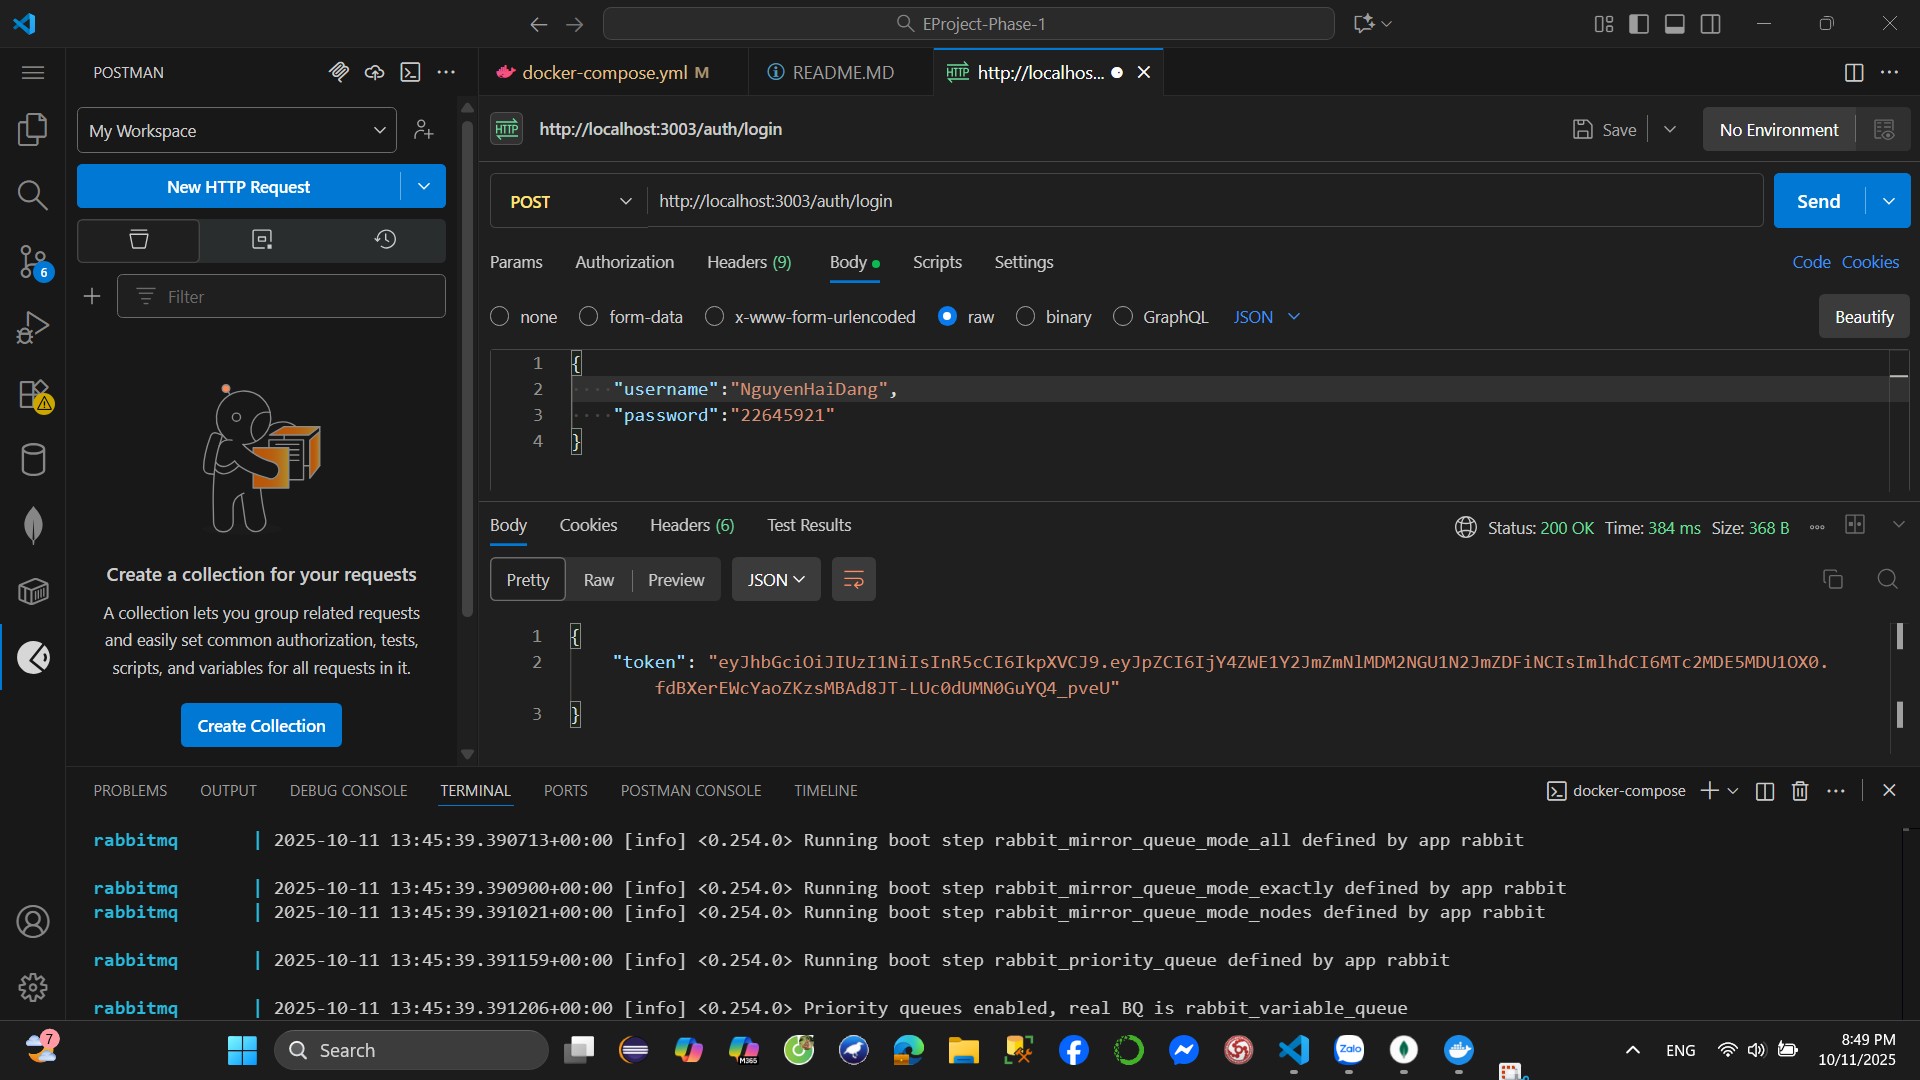 EProject-Phase-1
POSTMAN
docker-compose.yml M
README.MD
HTTP http://localhos...
My Workspace
HTTP http://localhost:3003/auth/login
Save
No Environment
New HTTP Request
POST
http://localhost:3003/auth/login
Send
Params Authorization Headers (9) Body Scripts Settings
Code Cookies
Filter
6
none form-data x-www-form-urlencoded raw binary GraphQL JSON
Beautify
1 {
2 ····"username":"NguyenHaiDang",
3 ····"password":"22645921"
4 }
Body Cookies Headers (6) Test Results
Status: 200 OK Time: 384 ms Size: 368 B
Pretty Raw Preview JSON
Create a collection for your requests
A collection lets you group related requests
and easily set common authorization, tests,
scripts, and variables for all requests in it.
Create Collection
1 {
2 "token": "eyJhbGciOiJIUzI1NiIsInR5cCI6IkpXVCJ9.eyJpZCI6IjY4ZWE1Y2JmZmNlMDM2NGU1N2JmZDFiNCIsImlhdCI6MTc2MDE5MDU1OX0.
fdBXerEWcYaoZKzsMBAd8JT-LUc0dUMN0GuYQ4_pveU"
3 }
PROBLEMS OUTPUT DEBUG CONSOLE TERMINAL PORTS POSTMAN CONSOLE TIMELINE
docker-compose
rabbitmq | 2025-10-11 13:45:39.390713+00:00 [info] <0.254.0> Running boot step rabbit_mirror_queue_mode_all defined by app rabbit
rabbitmq | 2025-10-11 13:45:39.390900+00:00 [info] <0.254.0> Running boot step rabbit_mirror_queue_mode_exactly defined by app rabbit
rabbitmq | 2025-10-11 13:45:39.391021+00:00 [info] <0.254.0> Running boot step rabbit_mirror_queue_mode_nodes defined by app rabbit
rabbitmq | 2025-10-11 13:45:39.391159+00:00 [info] <0.254.0> Running boot step rabbit_priority_queue defined by app rabbit
rabbitmq | 2025-10-11 13:45:39.391206+00:00 [info] <0.254.0> Priority queues enabled, real BQ is rabbit_variable_queue
7
Search
M365
Zalo
ENG
8:49 PM
10/11/2025